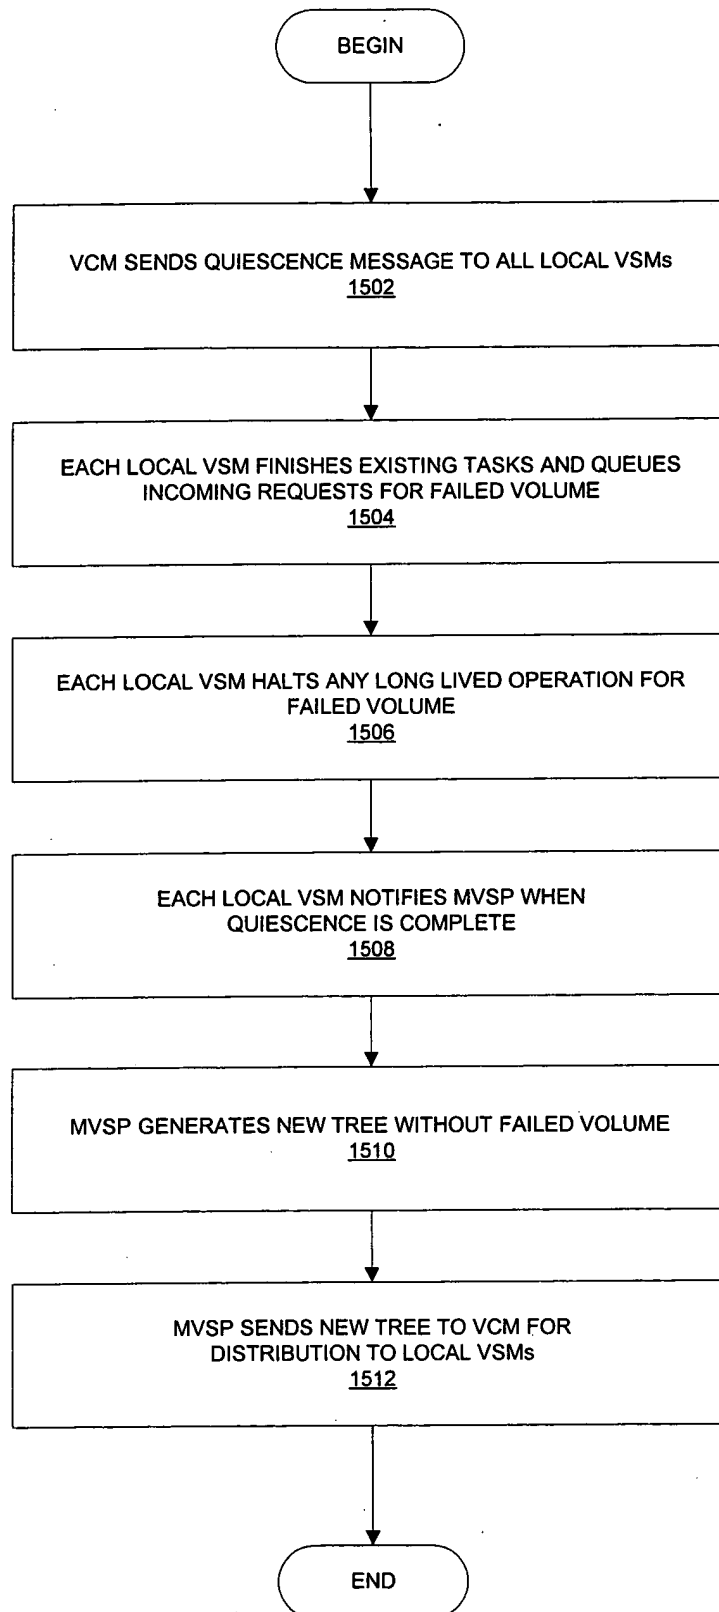 BEGIN
VCM SENDS QUIESCENCE MESSAGE TO ALL LOCAL VSMs
1502
EACH LOCAL VSM FINISHES EXISTING TASKS AND QUEUES
INCOMING REQUESTS FOR FAILED VOLUME
1504
EACH LOCAL VSM HALTS ANY LONG LIVED OPERATION FOR
FAILED VOLUME
1506
EACH LOCAL VSM NOTIFIES MVSP WHEN
QUIESCENCE IS COMPLETE
1508
MVSP GENERATES NEW TREE WITHOUT FAILED VOLUME
1510
MVSP SENDS NEW TREE TO VCM FOR
DISTRIBUTION TO LOCAL VSMs
1512
END